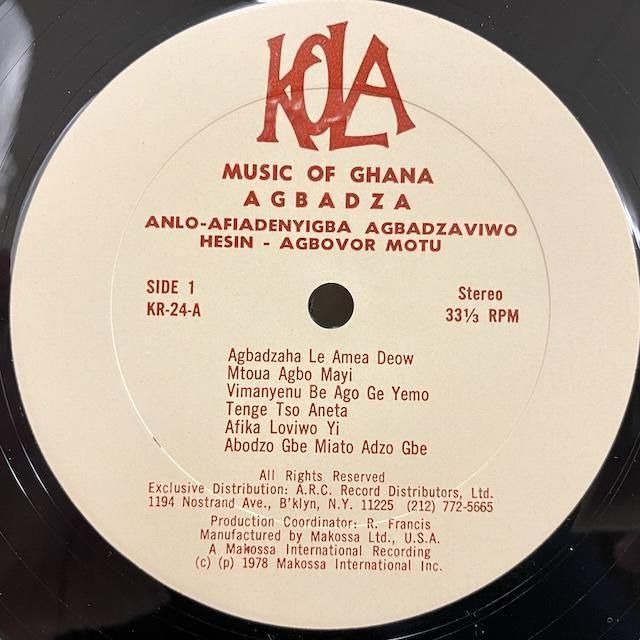 KOLA
MUSIC OF GHANA
AGBADZA
ANLO-AFIADENYIGBA AGBADZAVIWO
HESIN - AGBOVOR MOTU
SIDE 1
KR-24-A
Stereo
33⅓ RPM
Agbadzaha Le Amea Deow
Mtoua Agbo Mayi
Vimanyenu Be Ago Ge Yemo
Tenge Tso Aneta
Afika Loviwo Yi
Abodzo Gbe Miato Adzo Gbe
All Rights Reserved
Exclusive Distribution: A.R.C. Record Distributors, Ltd.
1194 Nostrand Ave., B'klyn, N.Y. 11225 (212) 772-5665
Production Coordinator: R. Francis
Manufactured by Makossa Ltd., U.S.A.
A Makossa International Recording
(c) (p) 1978 Makossa International Inc.